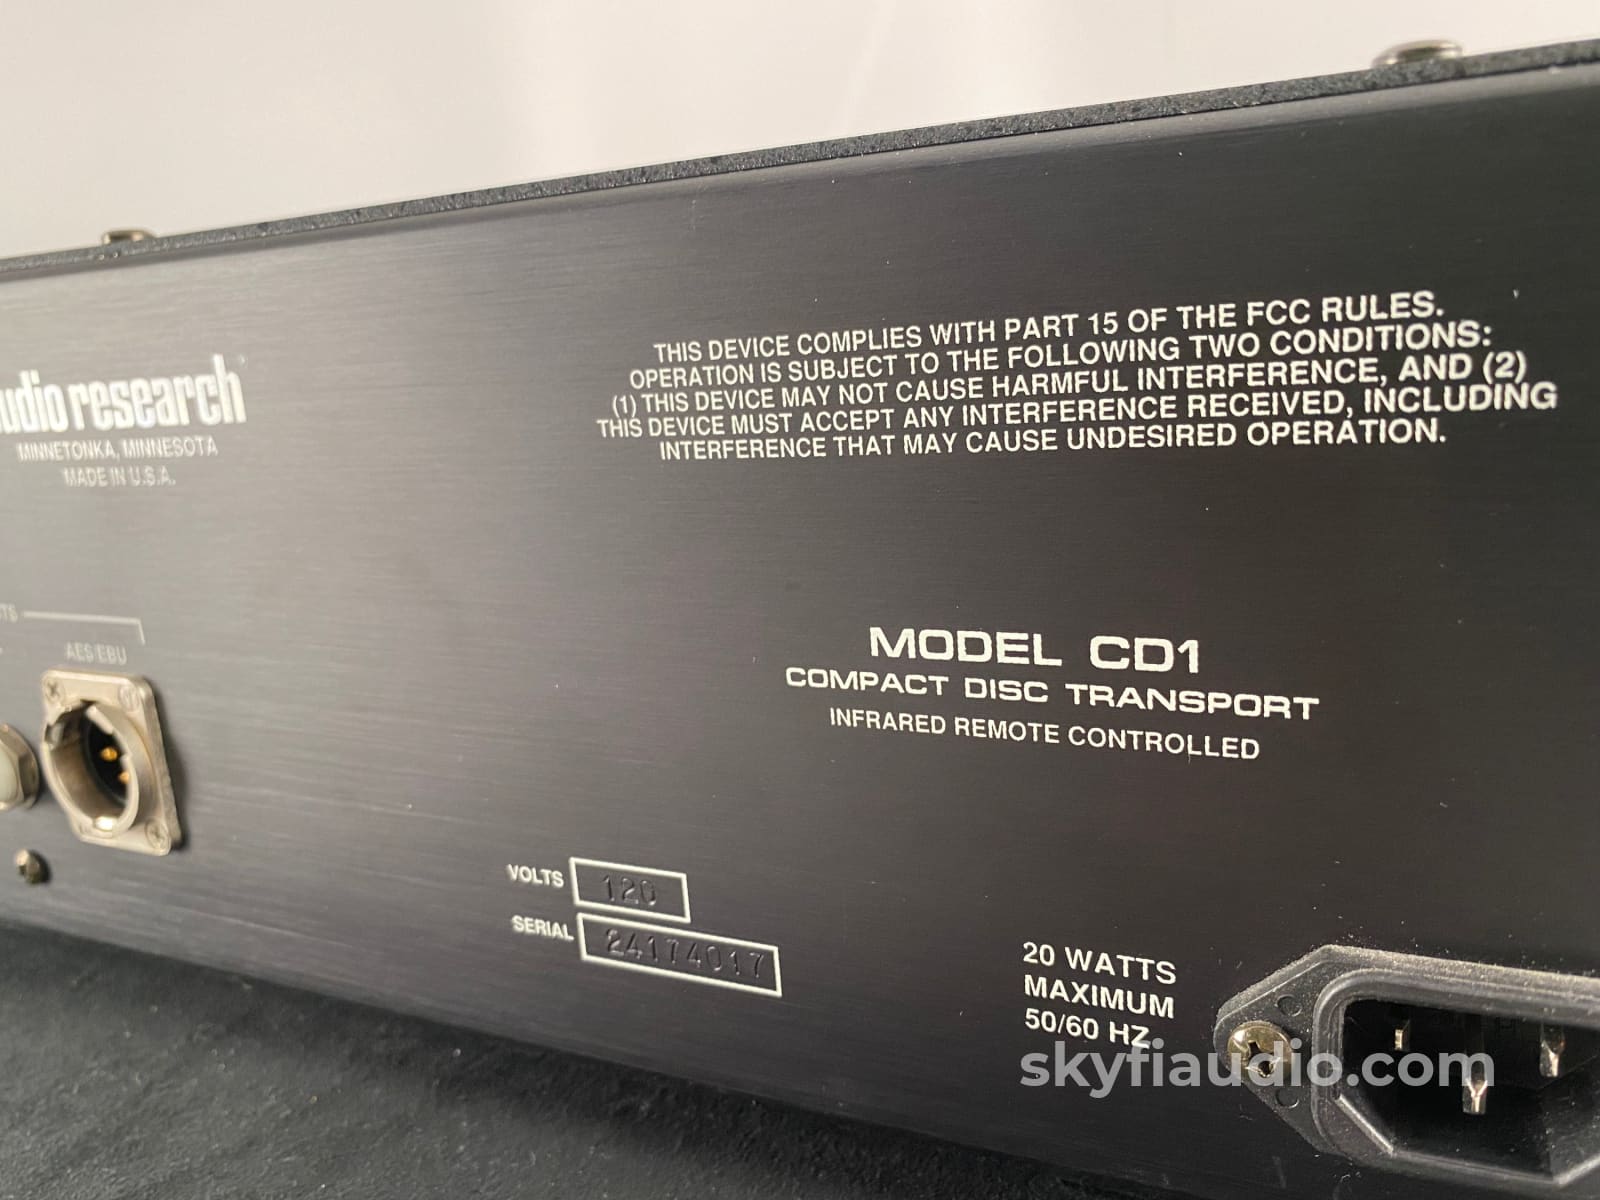 audio research
MINNETONKA, MINNESOTA
MADE IN U.S.A.
THIS DEVICE COMPLIES WITH PART 15 OF THE FCC RULES.
OPERATION IS SUBJECT TO THE FOLLOWING TWO CONDITIONS:
(1) THIS DEVICE MAY NOT CAUSE HARMFUL INTERFERENCE, AND (2)
THIS DEVICE MUST ACCEPT ANY INTERFERENCE RECEIVED, INCLUDING
INTERFERENCE THAT MAY CAUSE UNDESIRED OPERATION.
AES/EBU
MODEL CD1
COMPACT DISC TRANSPORT
INFRARED REMOTE CONTROLLED
VOLTS 120
SERIAL 24174017
20 WATTS
MAXIMUM
50/60 HZ
skyfiaudio.com